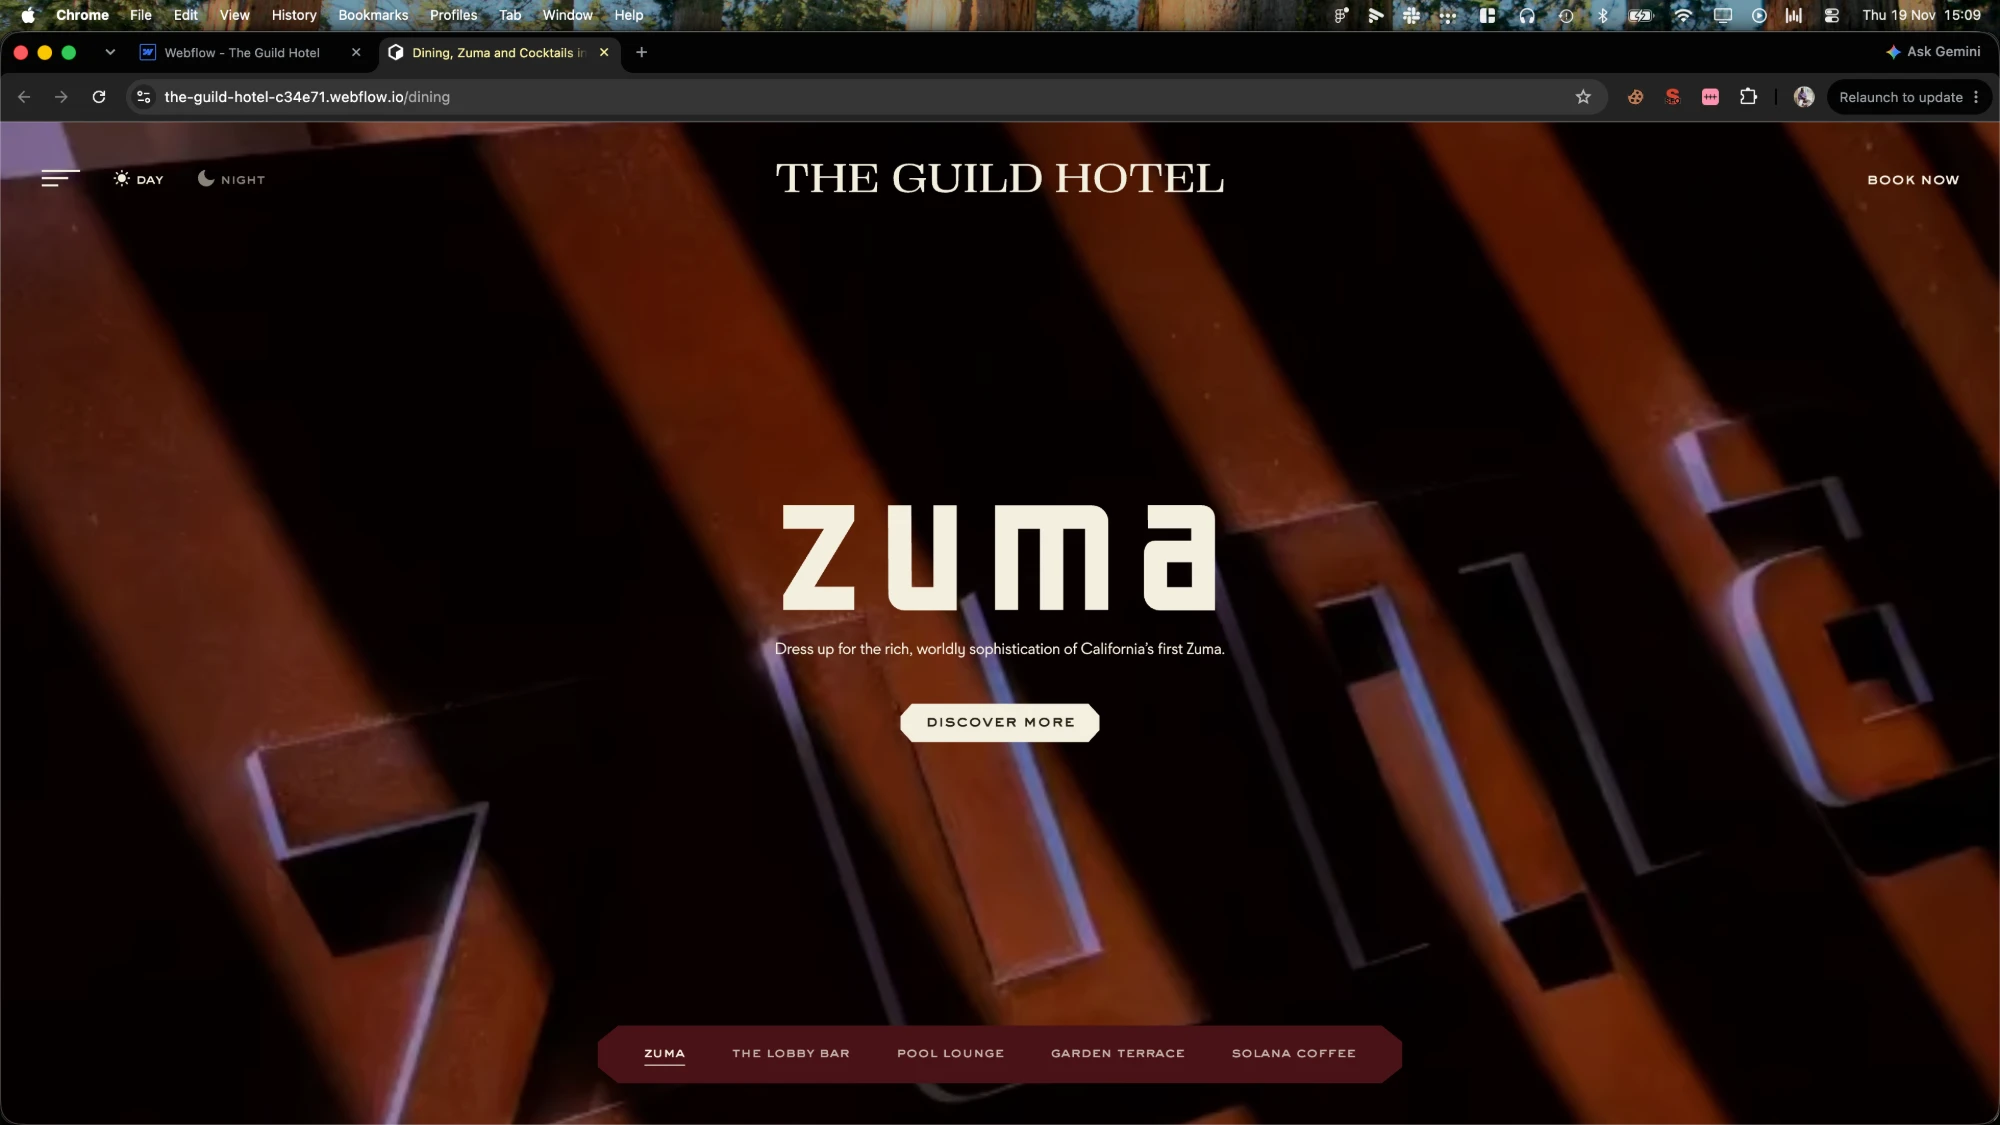 Chrome File Edit View History Bookmarks Profiles Tab Window Help Thu 19 Nov 15:09
Webflow - The Guild Hotel
Dining, Zuma and Cocktails in
Ask Gemini
the-guild-hotel-c34e71.webflow.io/dining
Relaunch to update
DAY NIGHT
THE GUILD HOTEL
BOOK NOW
zuma
Dress up for the rich, worldly sophistication of California's first Zuma.
DISCOVER MORE
ZUMA THE LOBBY BAR POOL LOUNGE GARDEN TERRACE SOLANA COFFEE